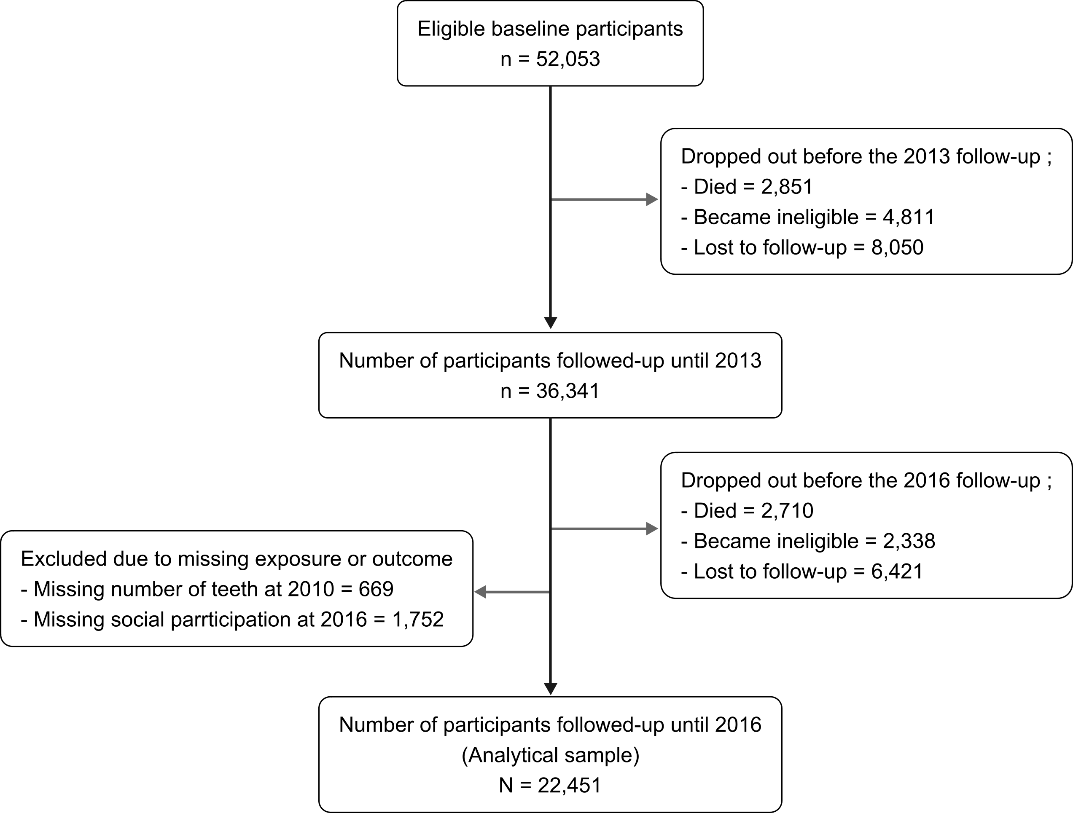 Eligible baseline participants
n = 52,053
Dropped out before the 2013 follow-up ;
- Died = 2,851
- Became ineligible = 4,811
- Lost to follow-up = 8,050
Number of participants followed-up until 2013
n = 36,341
Dropped out before the 2016 follow-up ;
- Died = 2,710
- Became ineligible = 2,338
- Lost to follow-up = 6,421
Excluded due to missing exposure or outcome
- Missing number of teeth at 2010 = 669
- Missing social parrticipation at 2016 = 1,752
Number of participants followed-up until 2016
(Analytical sample)
N = 22,451